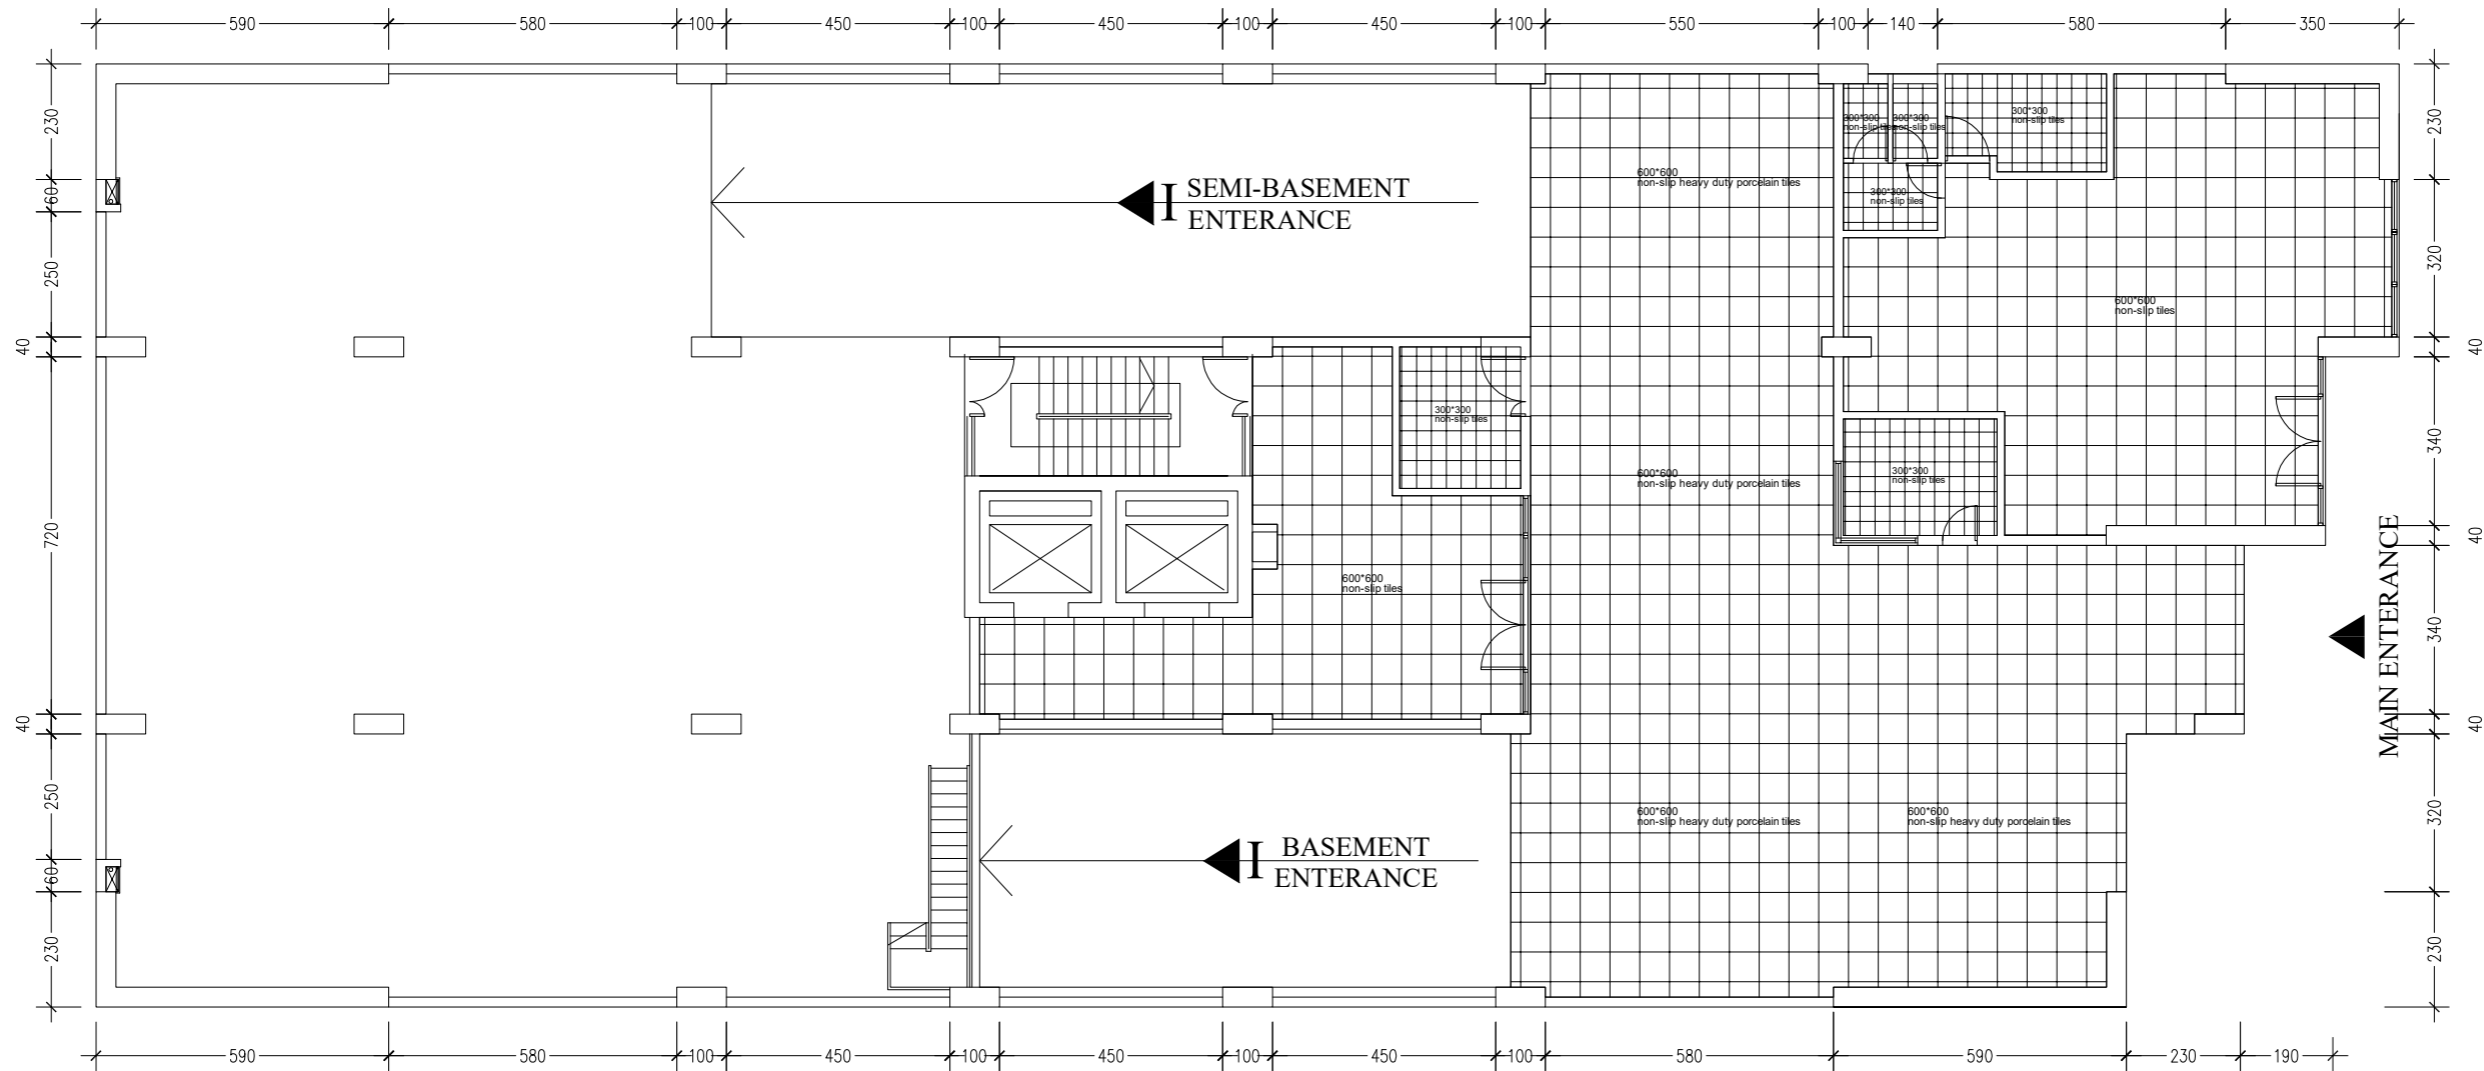 590 580 100 450 100 450 100 450 100 550 100 140 580 350
230
60
250
40
720
40
250
60
230
SEMI-BASEMENT
I
ENTERANCE
600*600
non-slip heavy duty porcelain tiles
300*300
non-slip tiles
300*300
non-slip tiles
300*300
non-slip tiles
300*300
non-slip tiles
600*600
non-slip tiles
300*300
non-slip tiles
600*600
non-slip heavy duty porcelain tiles
300*300
non-slip tiles
600*600
non-slip tiles
600*600
non-slip heavy duty porcelain tiles
600*600
non-slip heavy duty porcelain tiles
BASEMENT
I
ENTERANCE
MAIN ENTERANCE
230
320
40
340
40
340
40
320
230
590 580 100 450 100 450 100 450 100 580 590 230 190